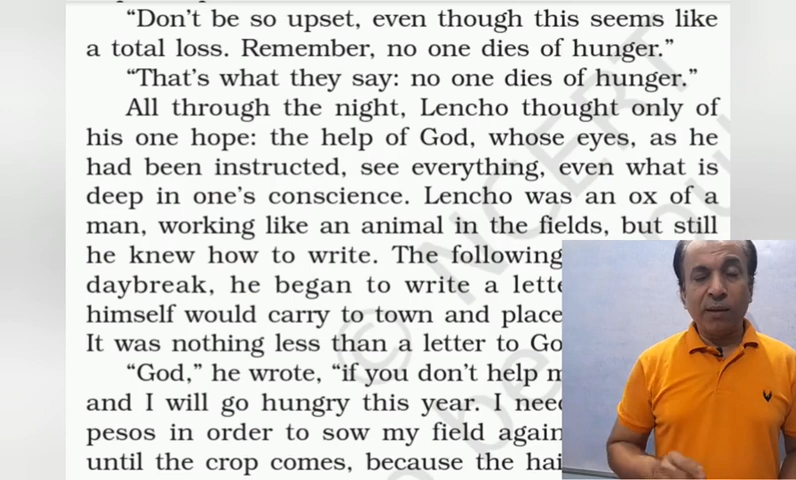 “Don’t be so upset, even though this seems like
a total loss. Remember, no one dies of hunger.”
“That’s what they say: no one dies of hunger.”
All through the night, Lencho thought only of
his one hope: the help of God, whose eyes, as he
had been instructed, see everything, even what is
deep in one’s conscience. Lencho was an ox of a
man, working like an animal in the fields, but still
he knew how to write. The following
daybreak, he began to write a
himself would carry to town and place
It was nothing less than a letter to
“God,” he wrote, “if you don’t help
and I will go hungry this year. I
pesos in order to sow my field
until the crop comes, because the
© NCERT